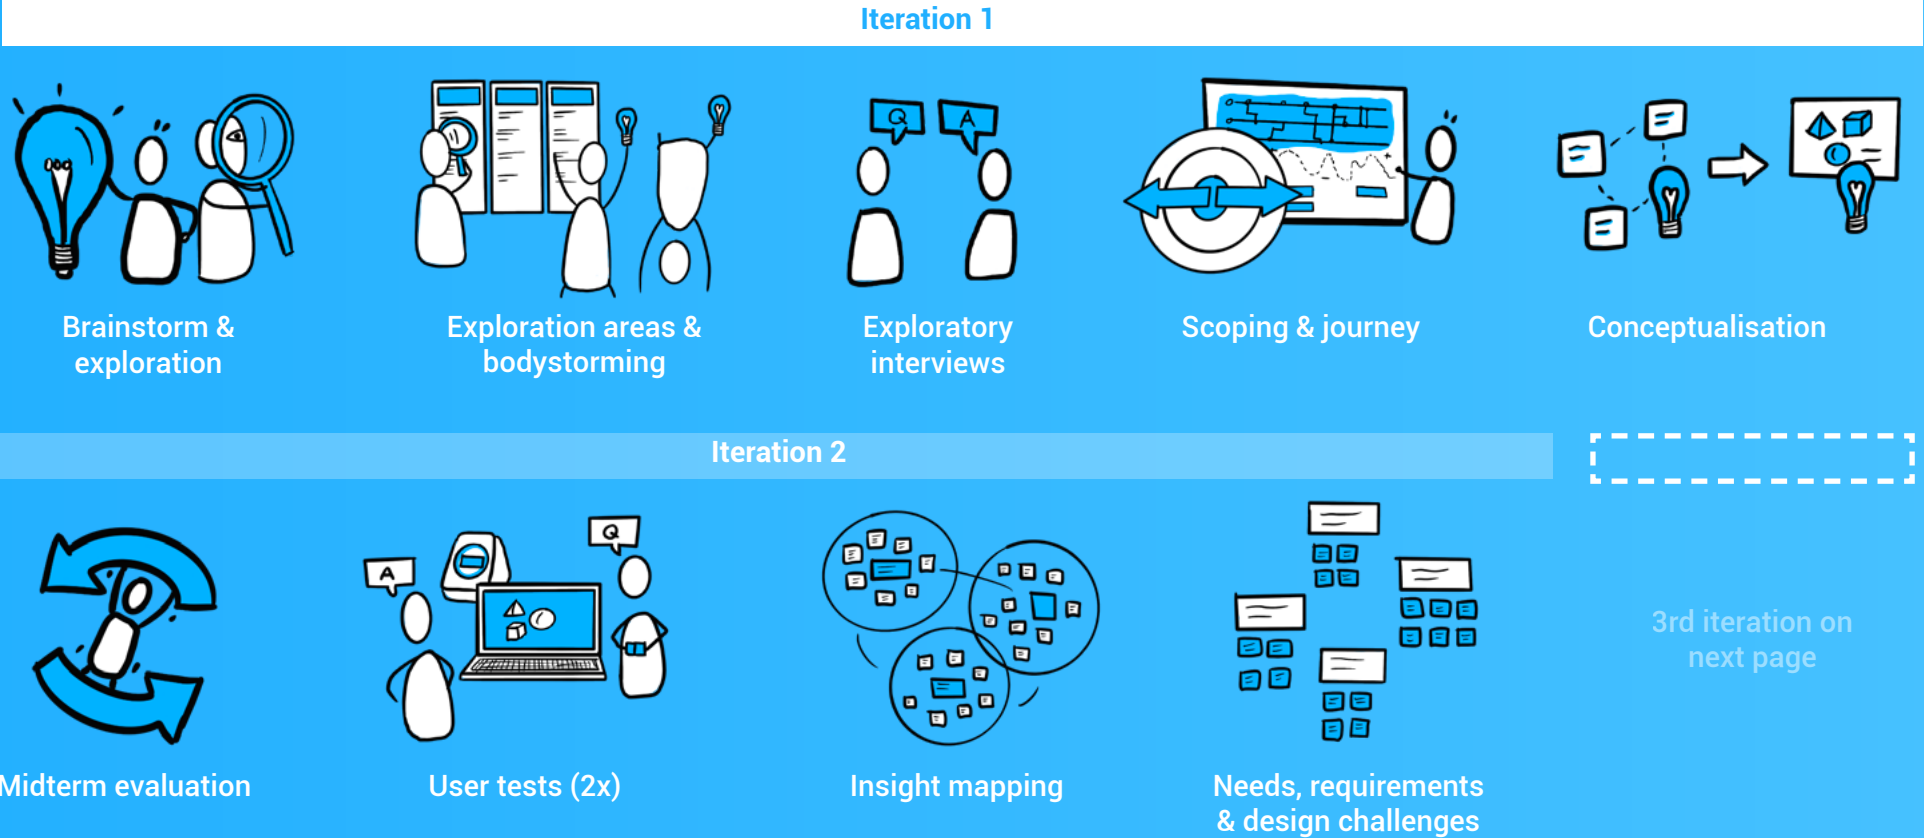 Iteration 1
Q
A
Brainstorm &
exploration
Exploration areas &
bodystorming
Exploratory
interviews
Scoping & journey
Conceptualisation
Iteration 2
A
Q
3rd iteration on
next page
Midterm evaluation
User tests (2x)
Insight mapping
Needs, requirements
& design challenges